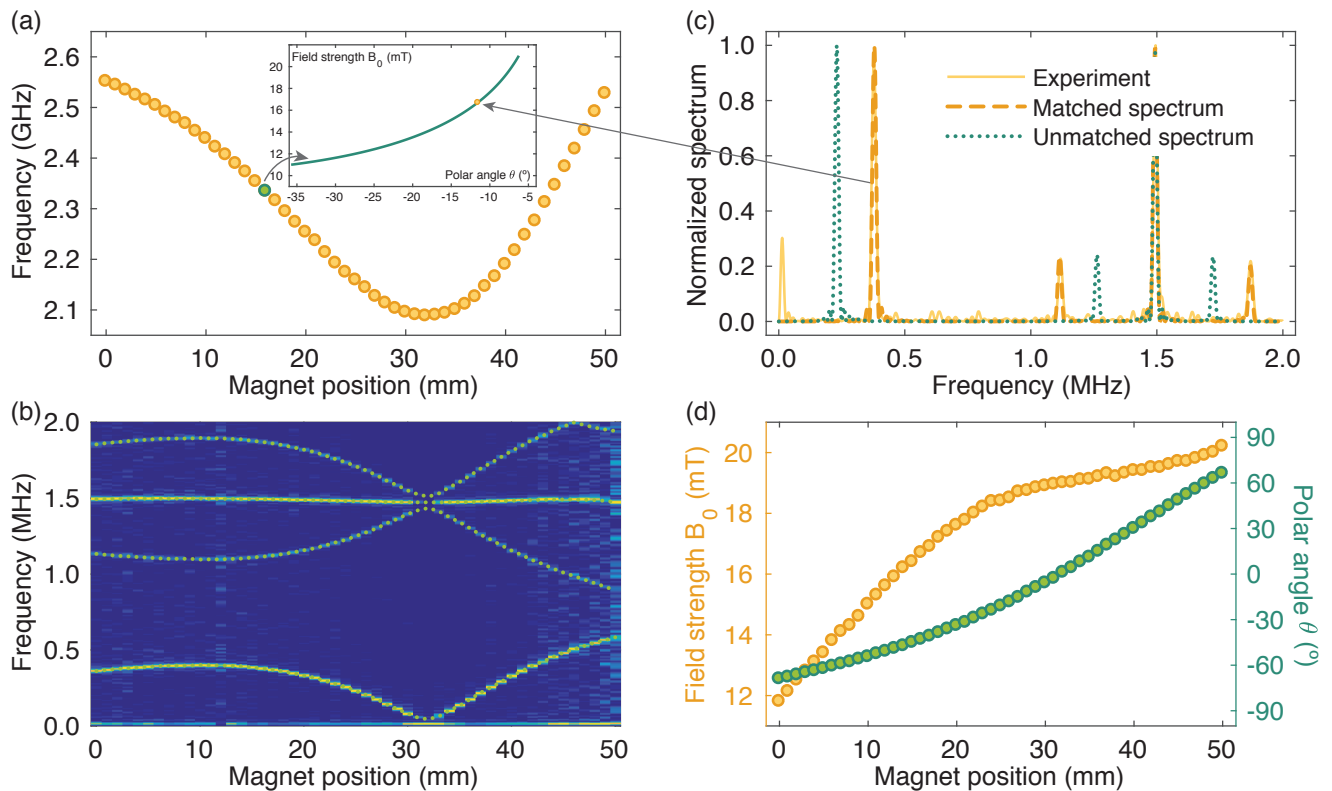 (a)
0 10 20 30 40 50
2.6
2.5
2.4
2.3
2.2
2.1
Frequency (GHz)
Magnet position (mm)
Field strength B0 (mT)
20
18
16
14
12
10
Polar angle θ (º)
-35 -30 -25 -20 -15 -10 -5
(c)
1.0
0.8
0.6
0.4
0.2
0.0
Normalized spectrum
Experiment
Matched spectrum
Unmatched spectrum
0.0 0.5 1.0 1.5 2.0
Frequency (MHz)
(b)
2.0
1.5
1.0
0.5
0.0
Frequency (MHz)
0 10 20 30 40 50
Magnet position (mm)
(d)
20
18
16
14
12
Field strength B0 (mT)
90
60
30
0
-30
-60
-90
Polar angle θ (º)
0 10 20 30 40 50
Magnet position (mm)